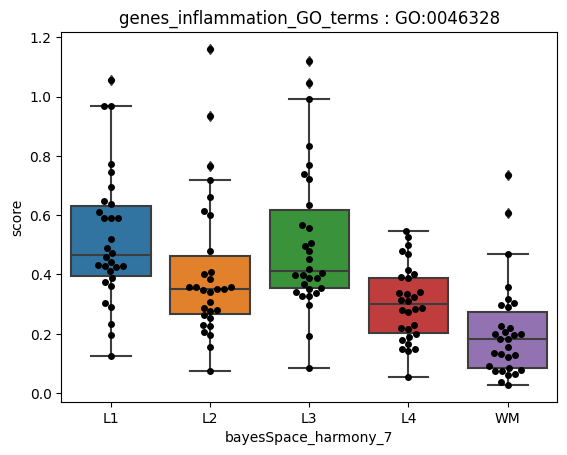 genes_inflammation_GO_terms : GO:0046328
1.2
1.0
0.8
0.6
0.4
0.2
0.0
score
L1 L2 L3 L4 WM
bayesSpace_harmony_7